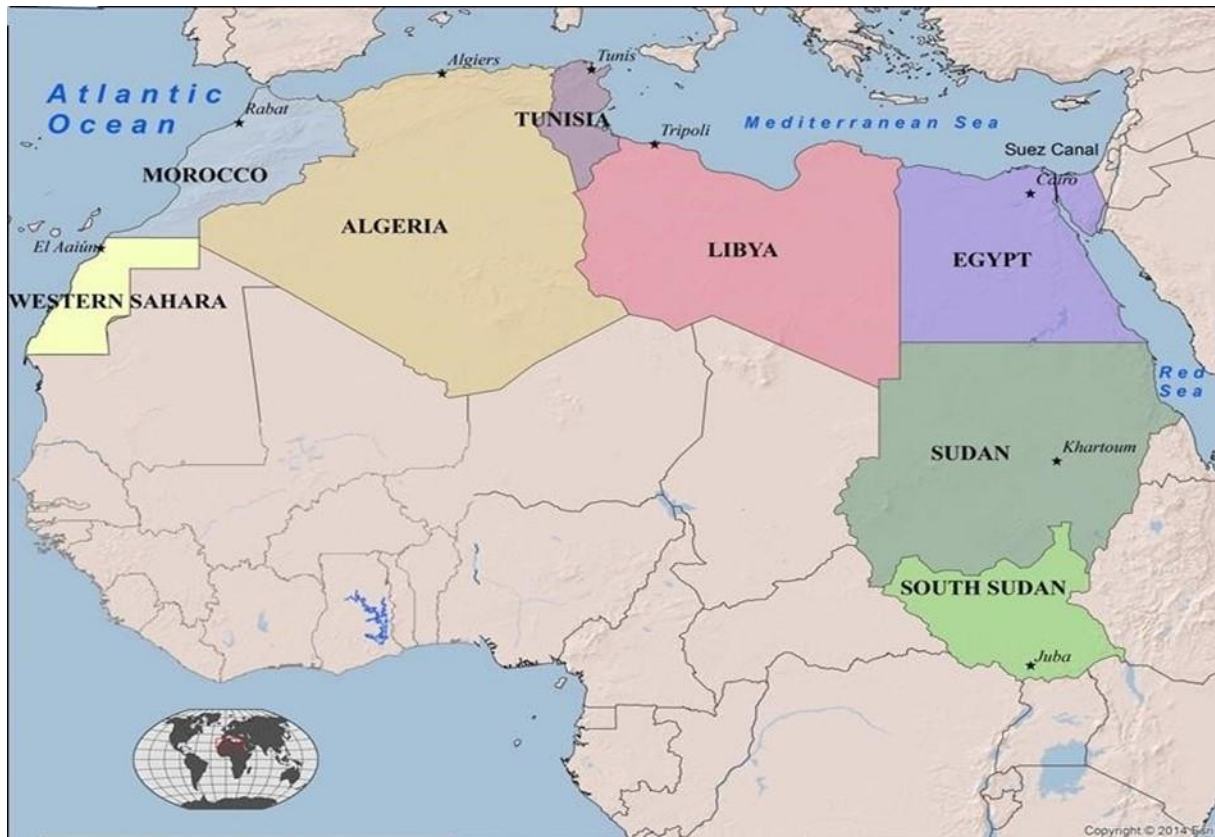 Algiers
Tunis
Atlantic
Ocean
Rabat
TUNISIA
Tripoli
Mediterranean Sea
Suez Canal
MOROCCO
Cairo
ALGERIA
El Aaiún
LIBYA
EGYPT
WESTERN SAHARA
Red
Sea
SUDAN
Khartoum
SOUTH SUDAN
Juba
Copyright © 2014 Esri